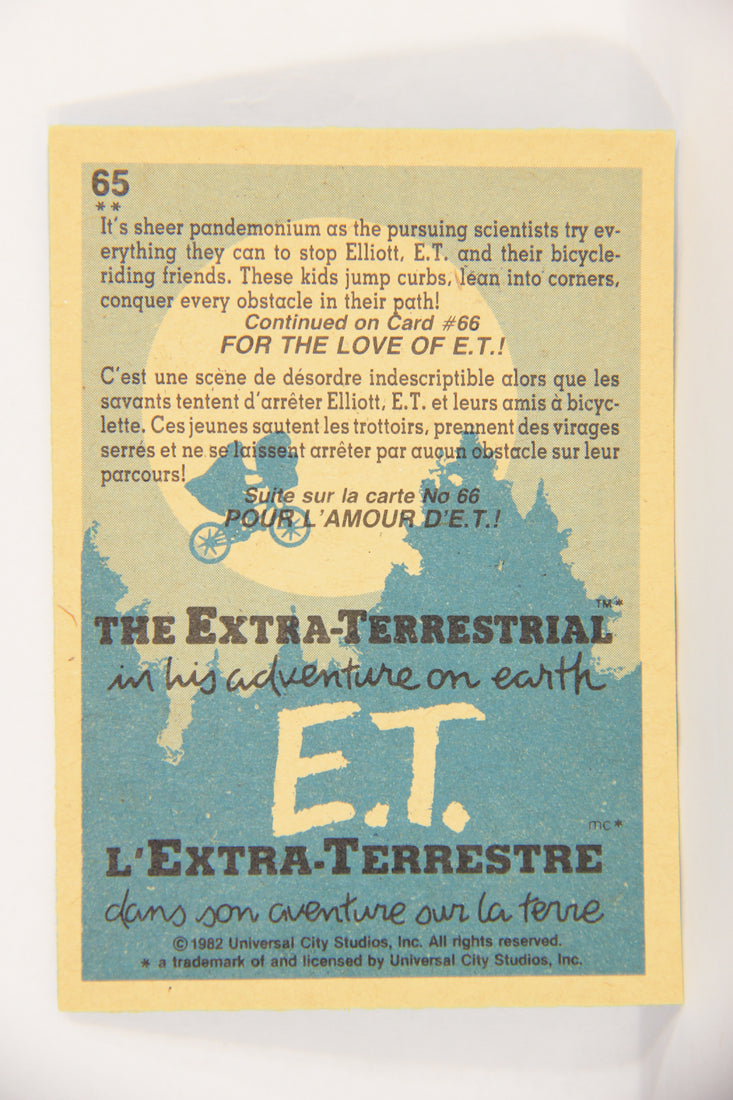 65
**
It's sheer pandemonium as the pursuing scientists try ev-
erything they can to stop Elliott, E.T. and their bicycle-
riding friends. These kids jump curbs, lean into corners,
conquer every obstacle in their path!
Continued on Card #66
FOR THE LOVE OF E.T.!
C'est une scène de désordre indescriptible alors que les
savants tentent d'arrêter Elliott, E.T. et leurs amis à bicyc-
lette. Ces jeunes sautent les trottoirs, prennent des virages
serrés et ne se laissent arrêter par aucun obstacle sur leur
parcours!
Suite sur la carte No 66
POUR L'AMOUR D'E.T.!
THE EXTRA-TERRESTRIAL™*
in his adventure on earth
E.T.
mc*
L'EXTRA-TERRESTRE
dans son aventure sur la terre
©1982 Universal City Studios, Inc. All rights reserved.
* a trademark of and licensed by Universal City Studios, Inc.